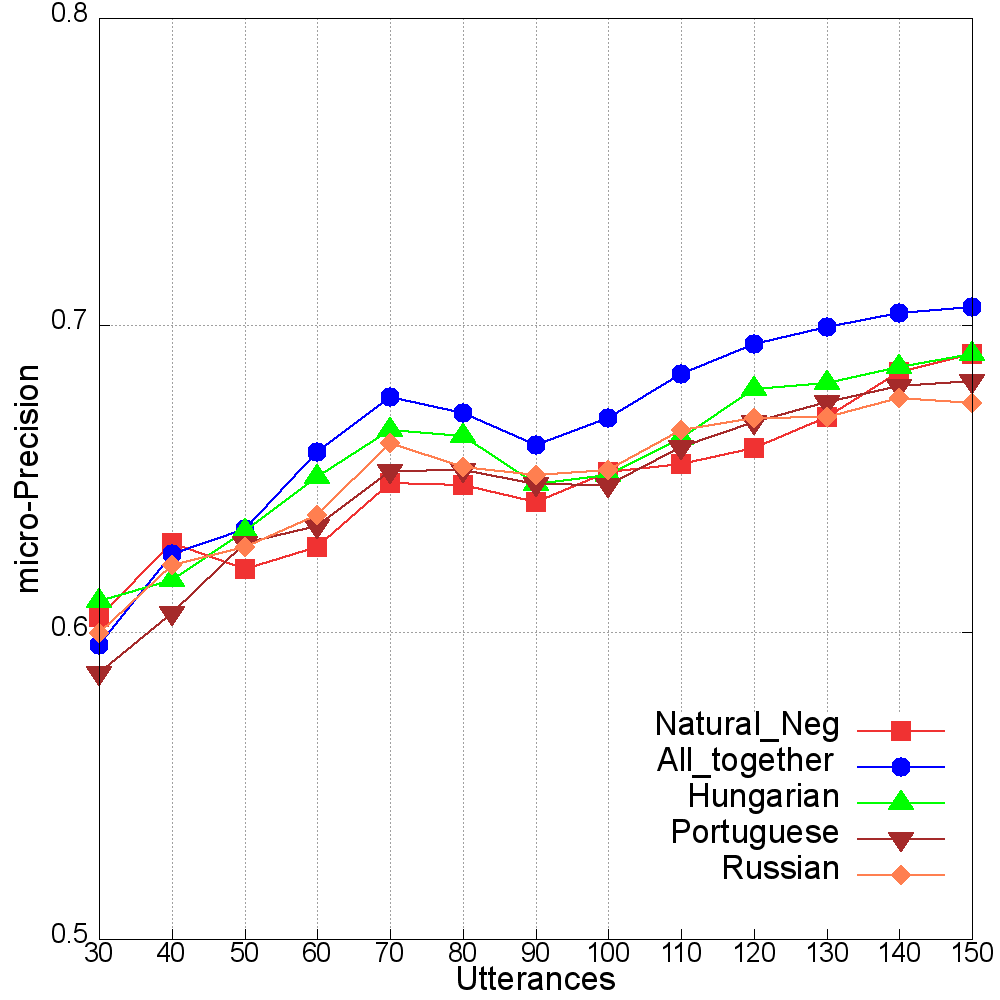 0.8
0.7
0.6
0.5
micro-Precision
Natural_Neg
All_together
Hungarian
Portuguese
Russian
30 40 50 60 70 80 90 100 110 120 130 140 150
Utterances